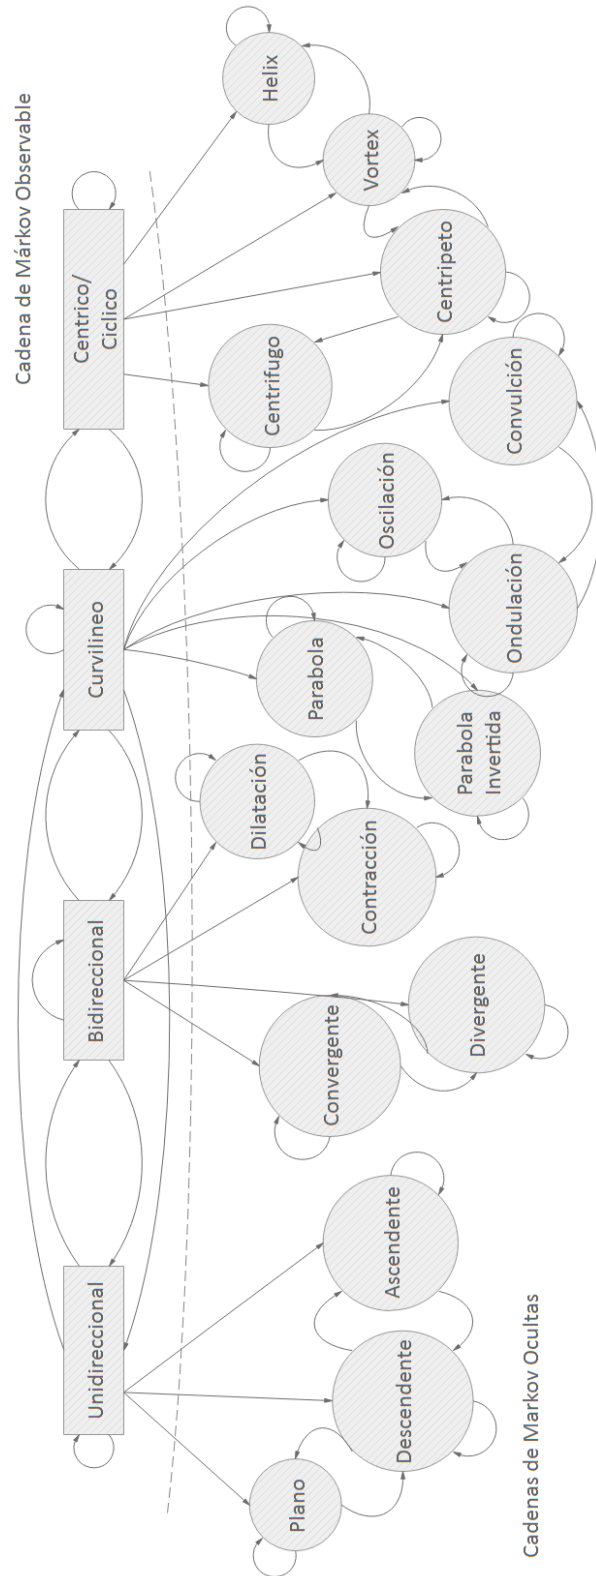 Cadena de Márkov Observable
Unidireccional
Bidireccional
Curvilineo
Centrico/
Ciclico
Plano
Descendente
Ascendente
Convergente
Divergente
Dilatación
Contracción
Parabola
Parabola
Invertida
Oscilación
Ondulación
Convulción
Centrifugo
Centripeto
Vortex
Helix
Cadenas de Markov Ocultas